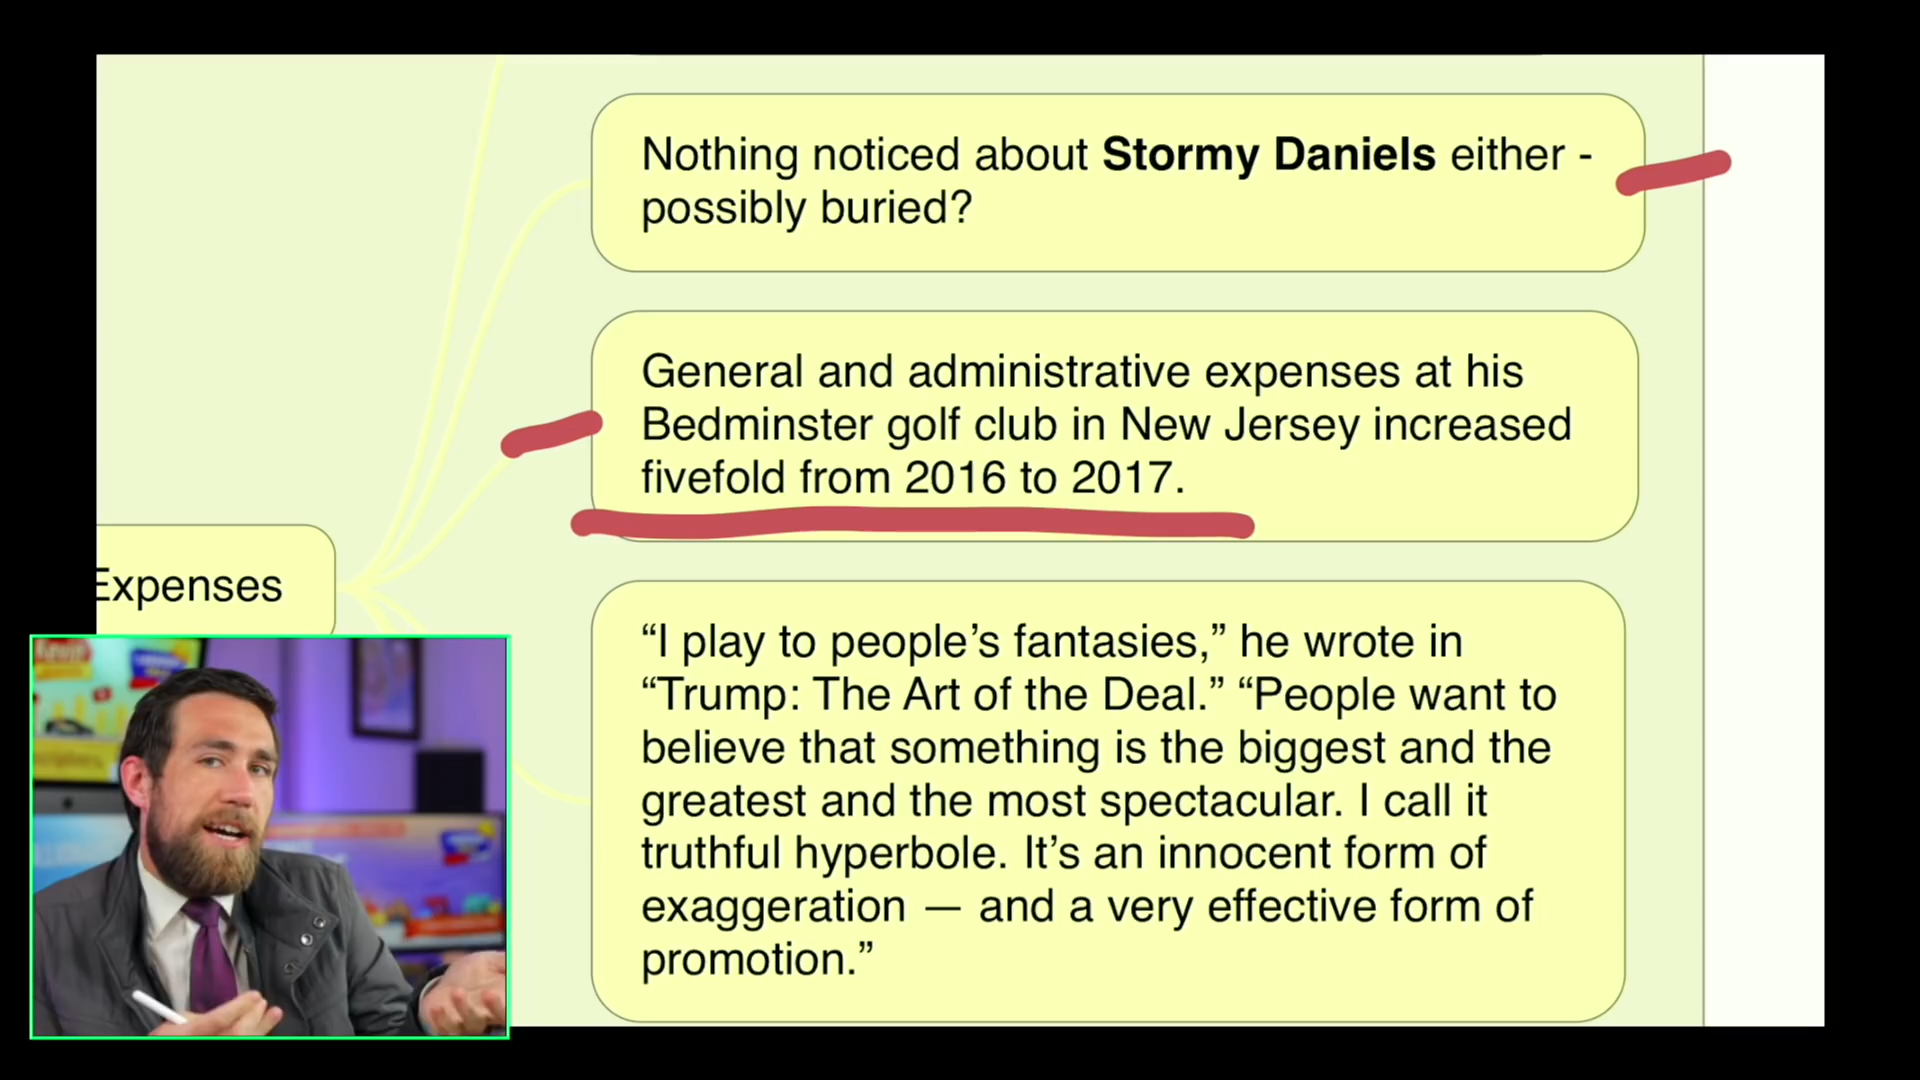 Nothing noticed about Stormy Daniels either -
possibly buried?
General and administrative expenses at his
Bedminster golf club in New Jersey increased
fivefold from 2016 to 2017.
Expenses
“I play to people’s fantasies,” he wrote in
“Trump: The Art of the Deal.” “People want to
believe that something is the biggest and the
greatest and the most spectacular. I call it
truthful hyperbole. It’s an innocent form of
exaggeration — and a very effective form of
promotion.”